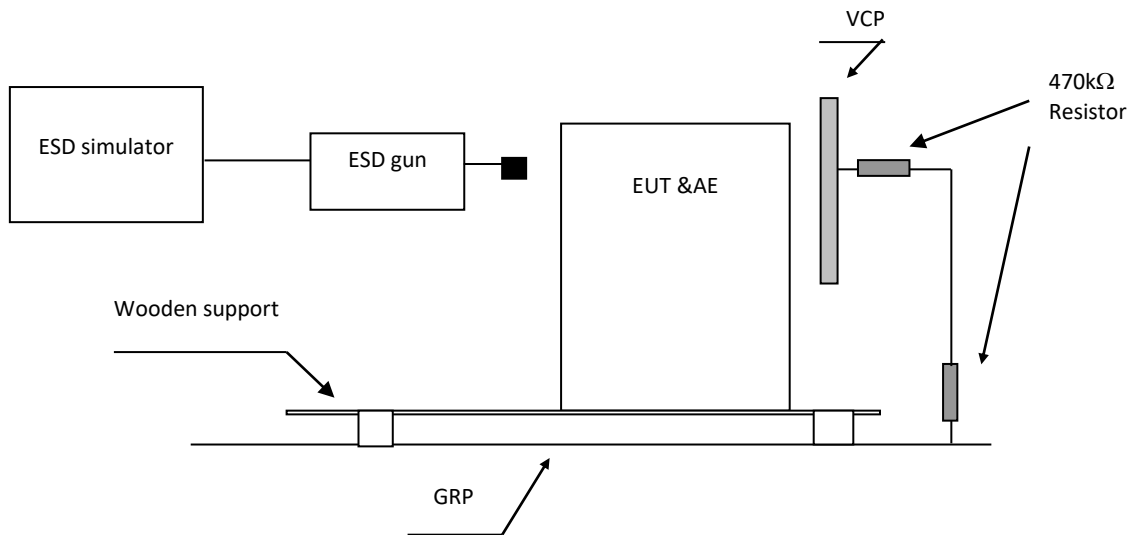 VCP
470kΩ
Resistor
ESD simulator
ESD gun
EUT &AE
Wooden support
GRP